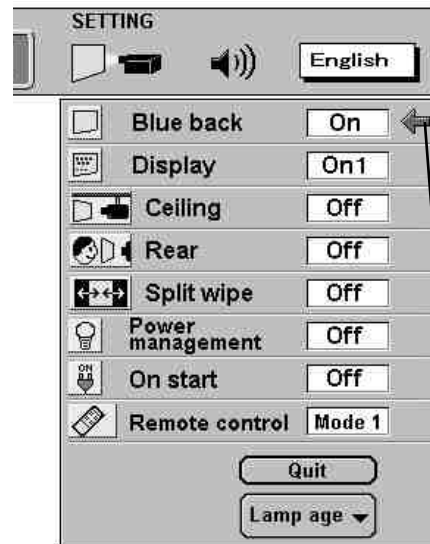 SETTING
English
Blue back On
Display On1
Ceiling Off
Rear Off
Split wipe Off
Power management Off
ON
On start Off
Remote control Mode 1
Quit
Lamp age